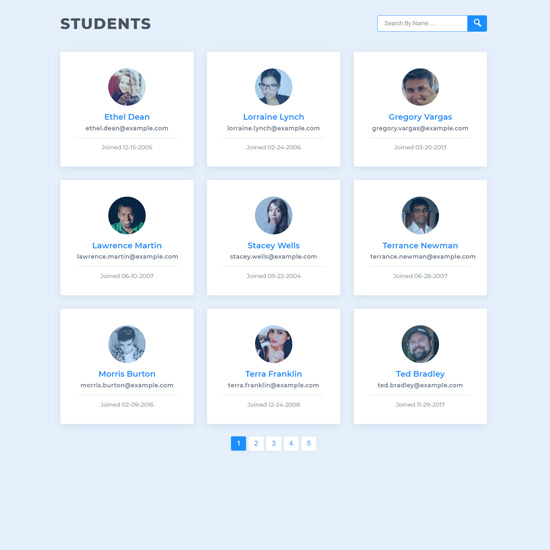 STUDENTS
Search By Name ...
Ethel Dean
ethel.dean@example.com
Joined 12-15-2005
Lorraine Lynch
lorraine.lynch@example.com
Joined 02-24-2006
Gregory Vargas
gregory.vargas@example.com
Joined 03-20-2013
Lawrence Martin
lawrence.martin@example.com
Joined 06-10-2007
Stacey Wells
stacey.wells@example.com
Joined 09-22-2004
Terrance Newman
terrance.newman@example.com
Joined 06-28-2007
Morris Burton
morris.burton@example.com
Joined 02-09-2016
Terra Franklin
terra.franklin@example.com
Joined 12-24-2008
Ted Bradley
ted.bradley@example.com
Joined 11-29-2017
1 2 3 4 5